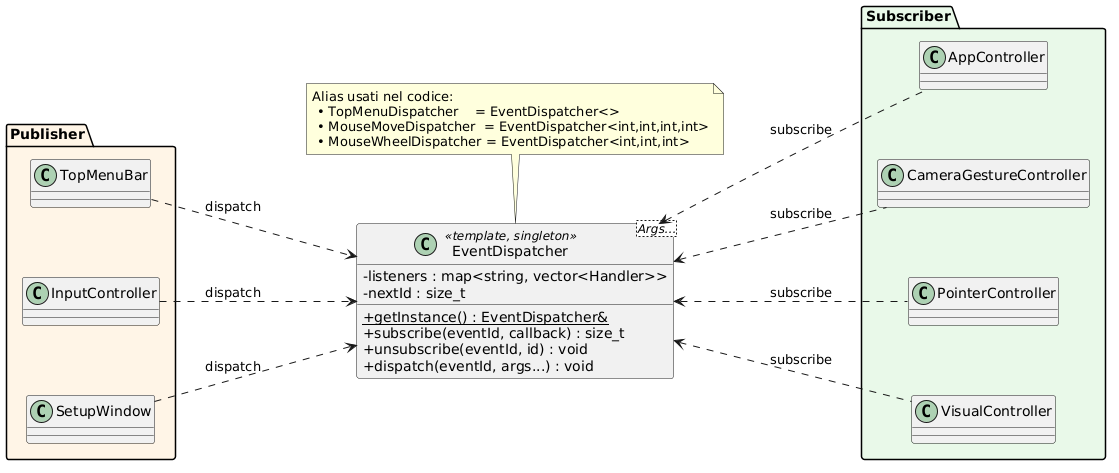 Publisher
C TopMenuBar
C InputController
C SetupWindow
dispatch
dispatch
dispatch
Alias usati nel codice:
• TopMenuDispatcher = EventDispatcher<>
• MouseMoveDispatcher = EventDispatcher<int,int,int,int>
• MouseWheelDispatcher = EventDispatcher<int,int,int>
Args...
C «template, singleton»
EventDispatcher
-listeners : map<string, vector<Handler>>
-nextId : size_t
+getInstance() : EventDispatcher&
+subscribe(eventId, callback) : size_t
+unsubscribe(eventId, id) : void
+dispatch(eventId, args...) : void
subscribe
subscribe
subscribe
subscribe
Subscriber
C AppController
C CameraGestureController
C PointerController
C VisualController